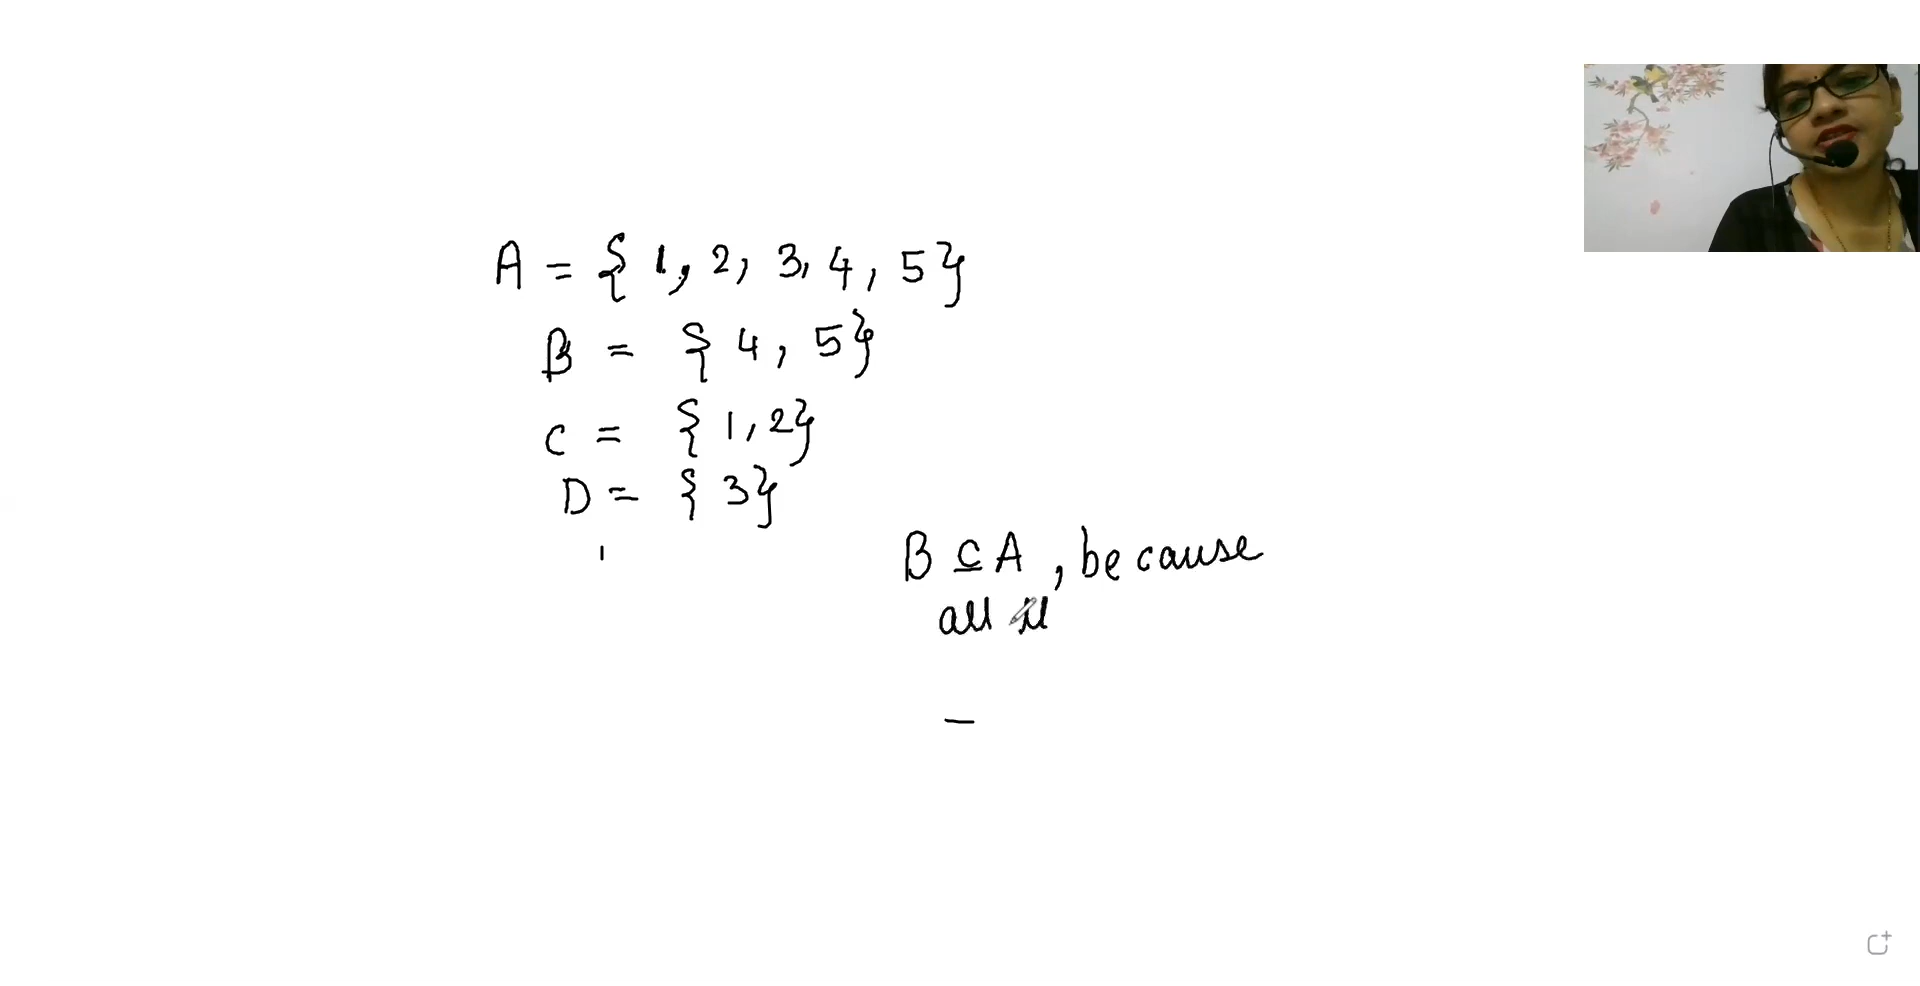 A = { 1, 2, 3, 4, 5}
B = { 4, 5}
C = { 1, 2}
D = { 3}
B ⊆ A, because
all